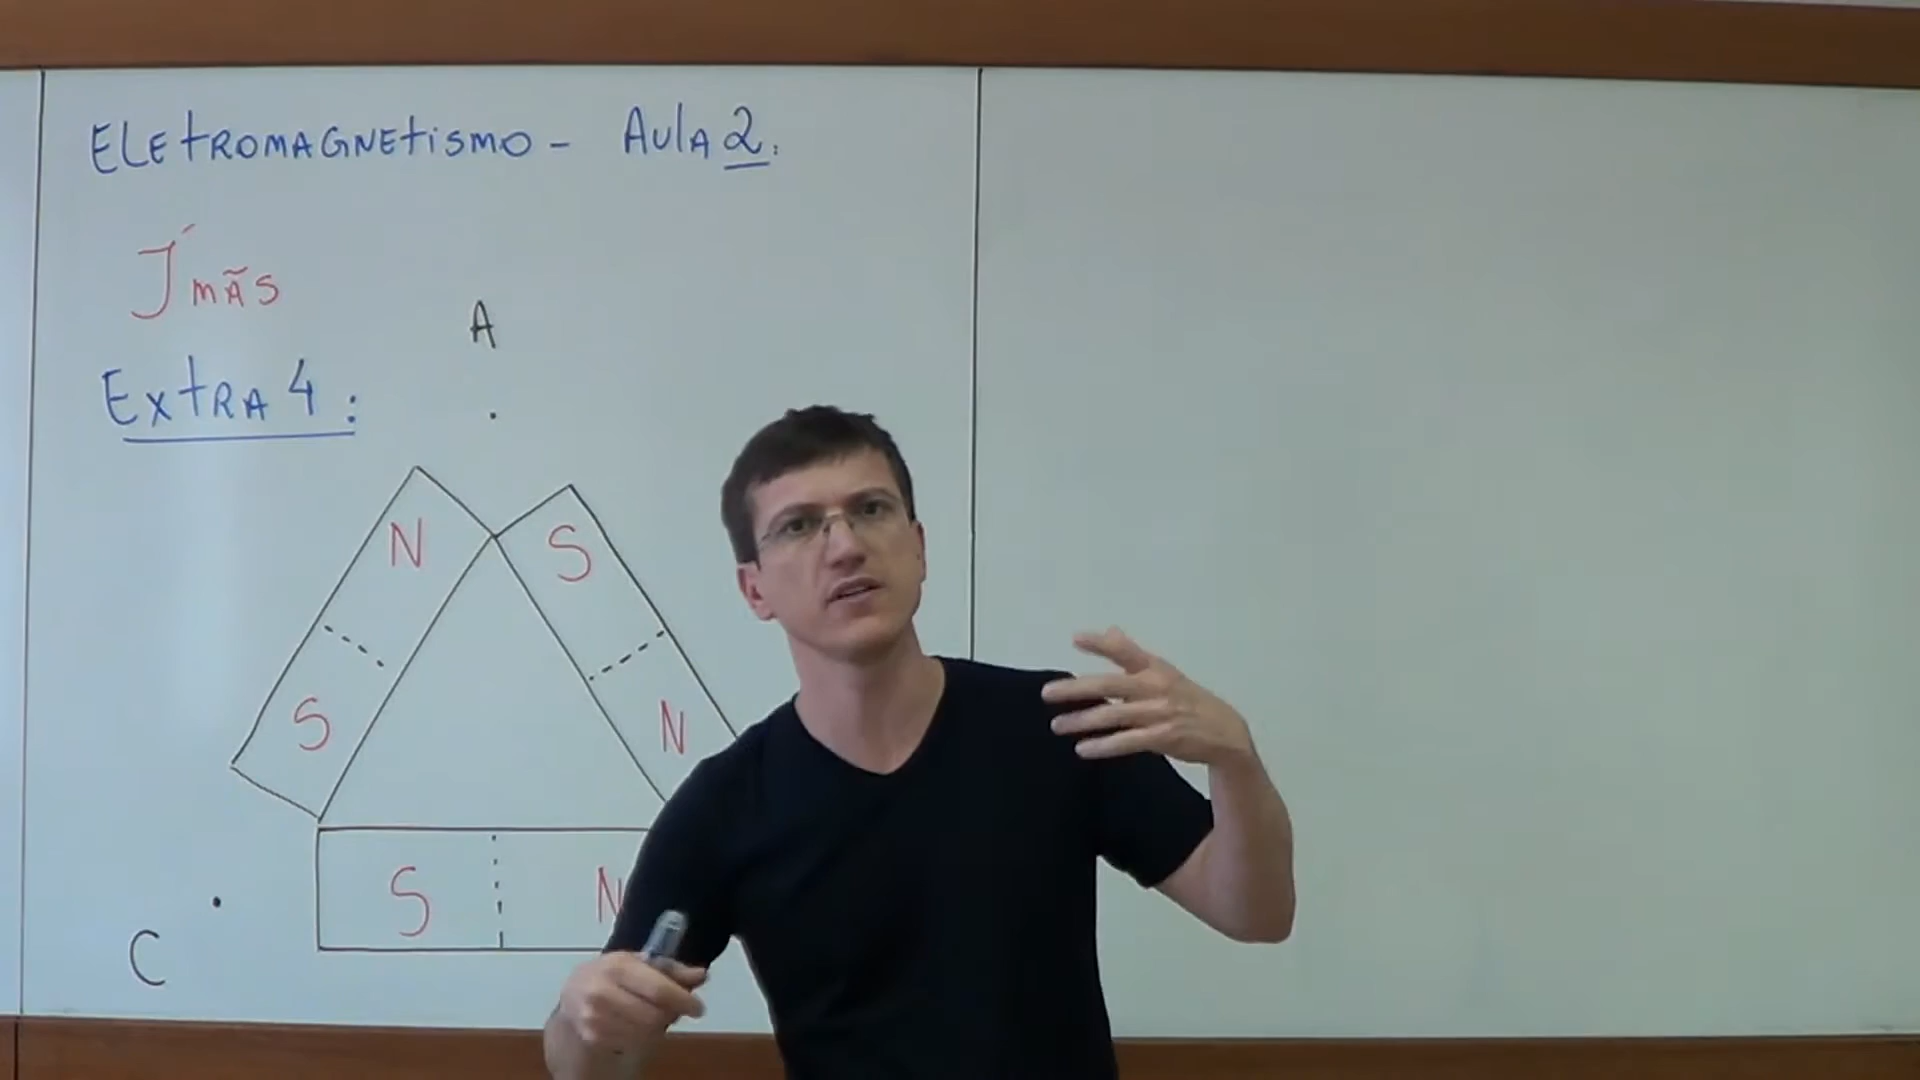 ELEtROMAGNEtiSMO - AulA 2.
Ímãs
A
ExtRA 4:
N S
S N
S N
C